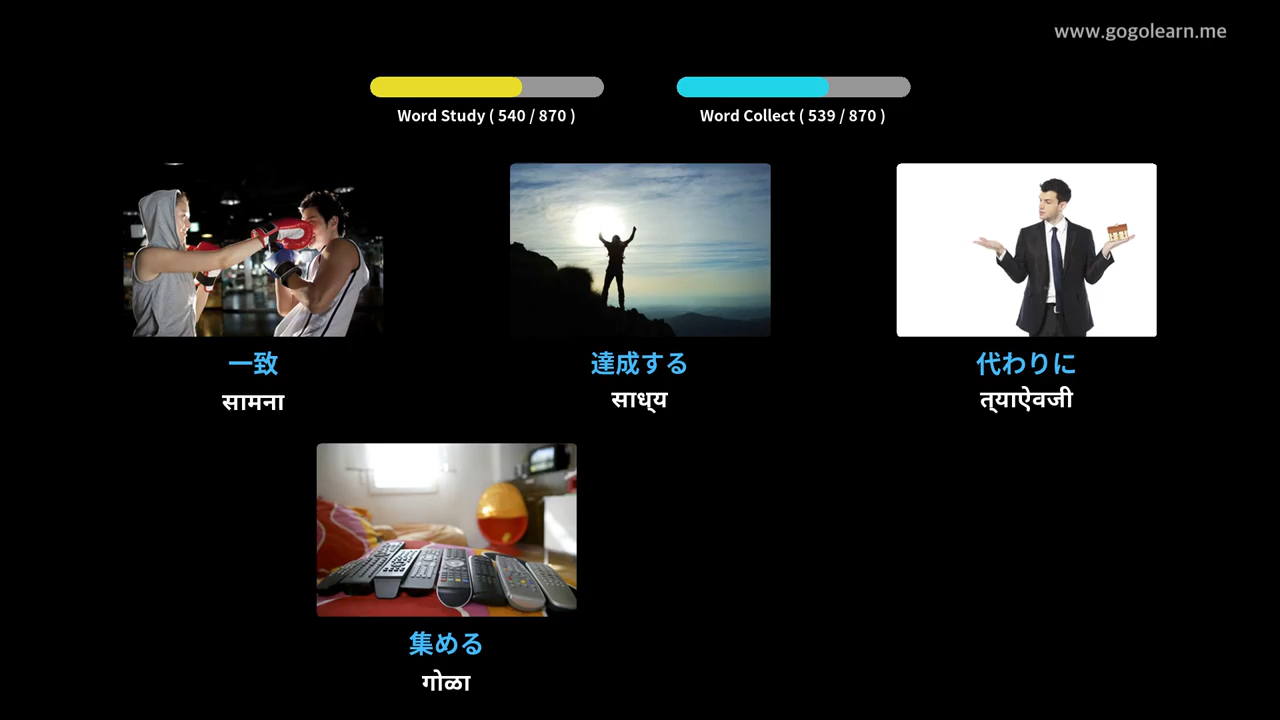 www.gogolearn.me
Word Study ( 540 / 870 )
Word Collect ( 539 / 870 )
一致
सामना
達成する
साध्य
代わりに
त्याऐवजी
集める
गोळा